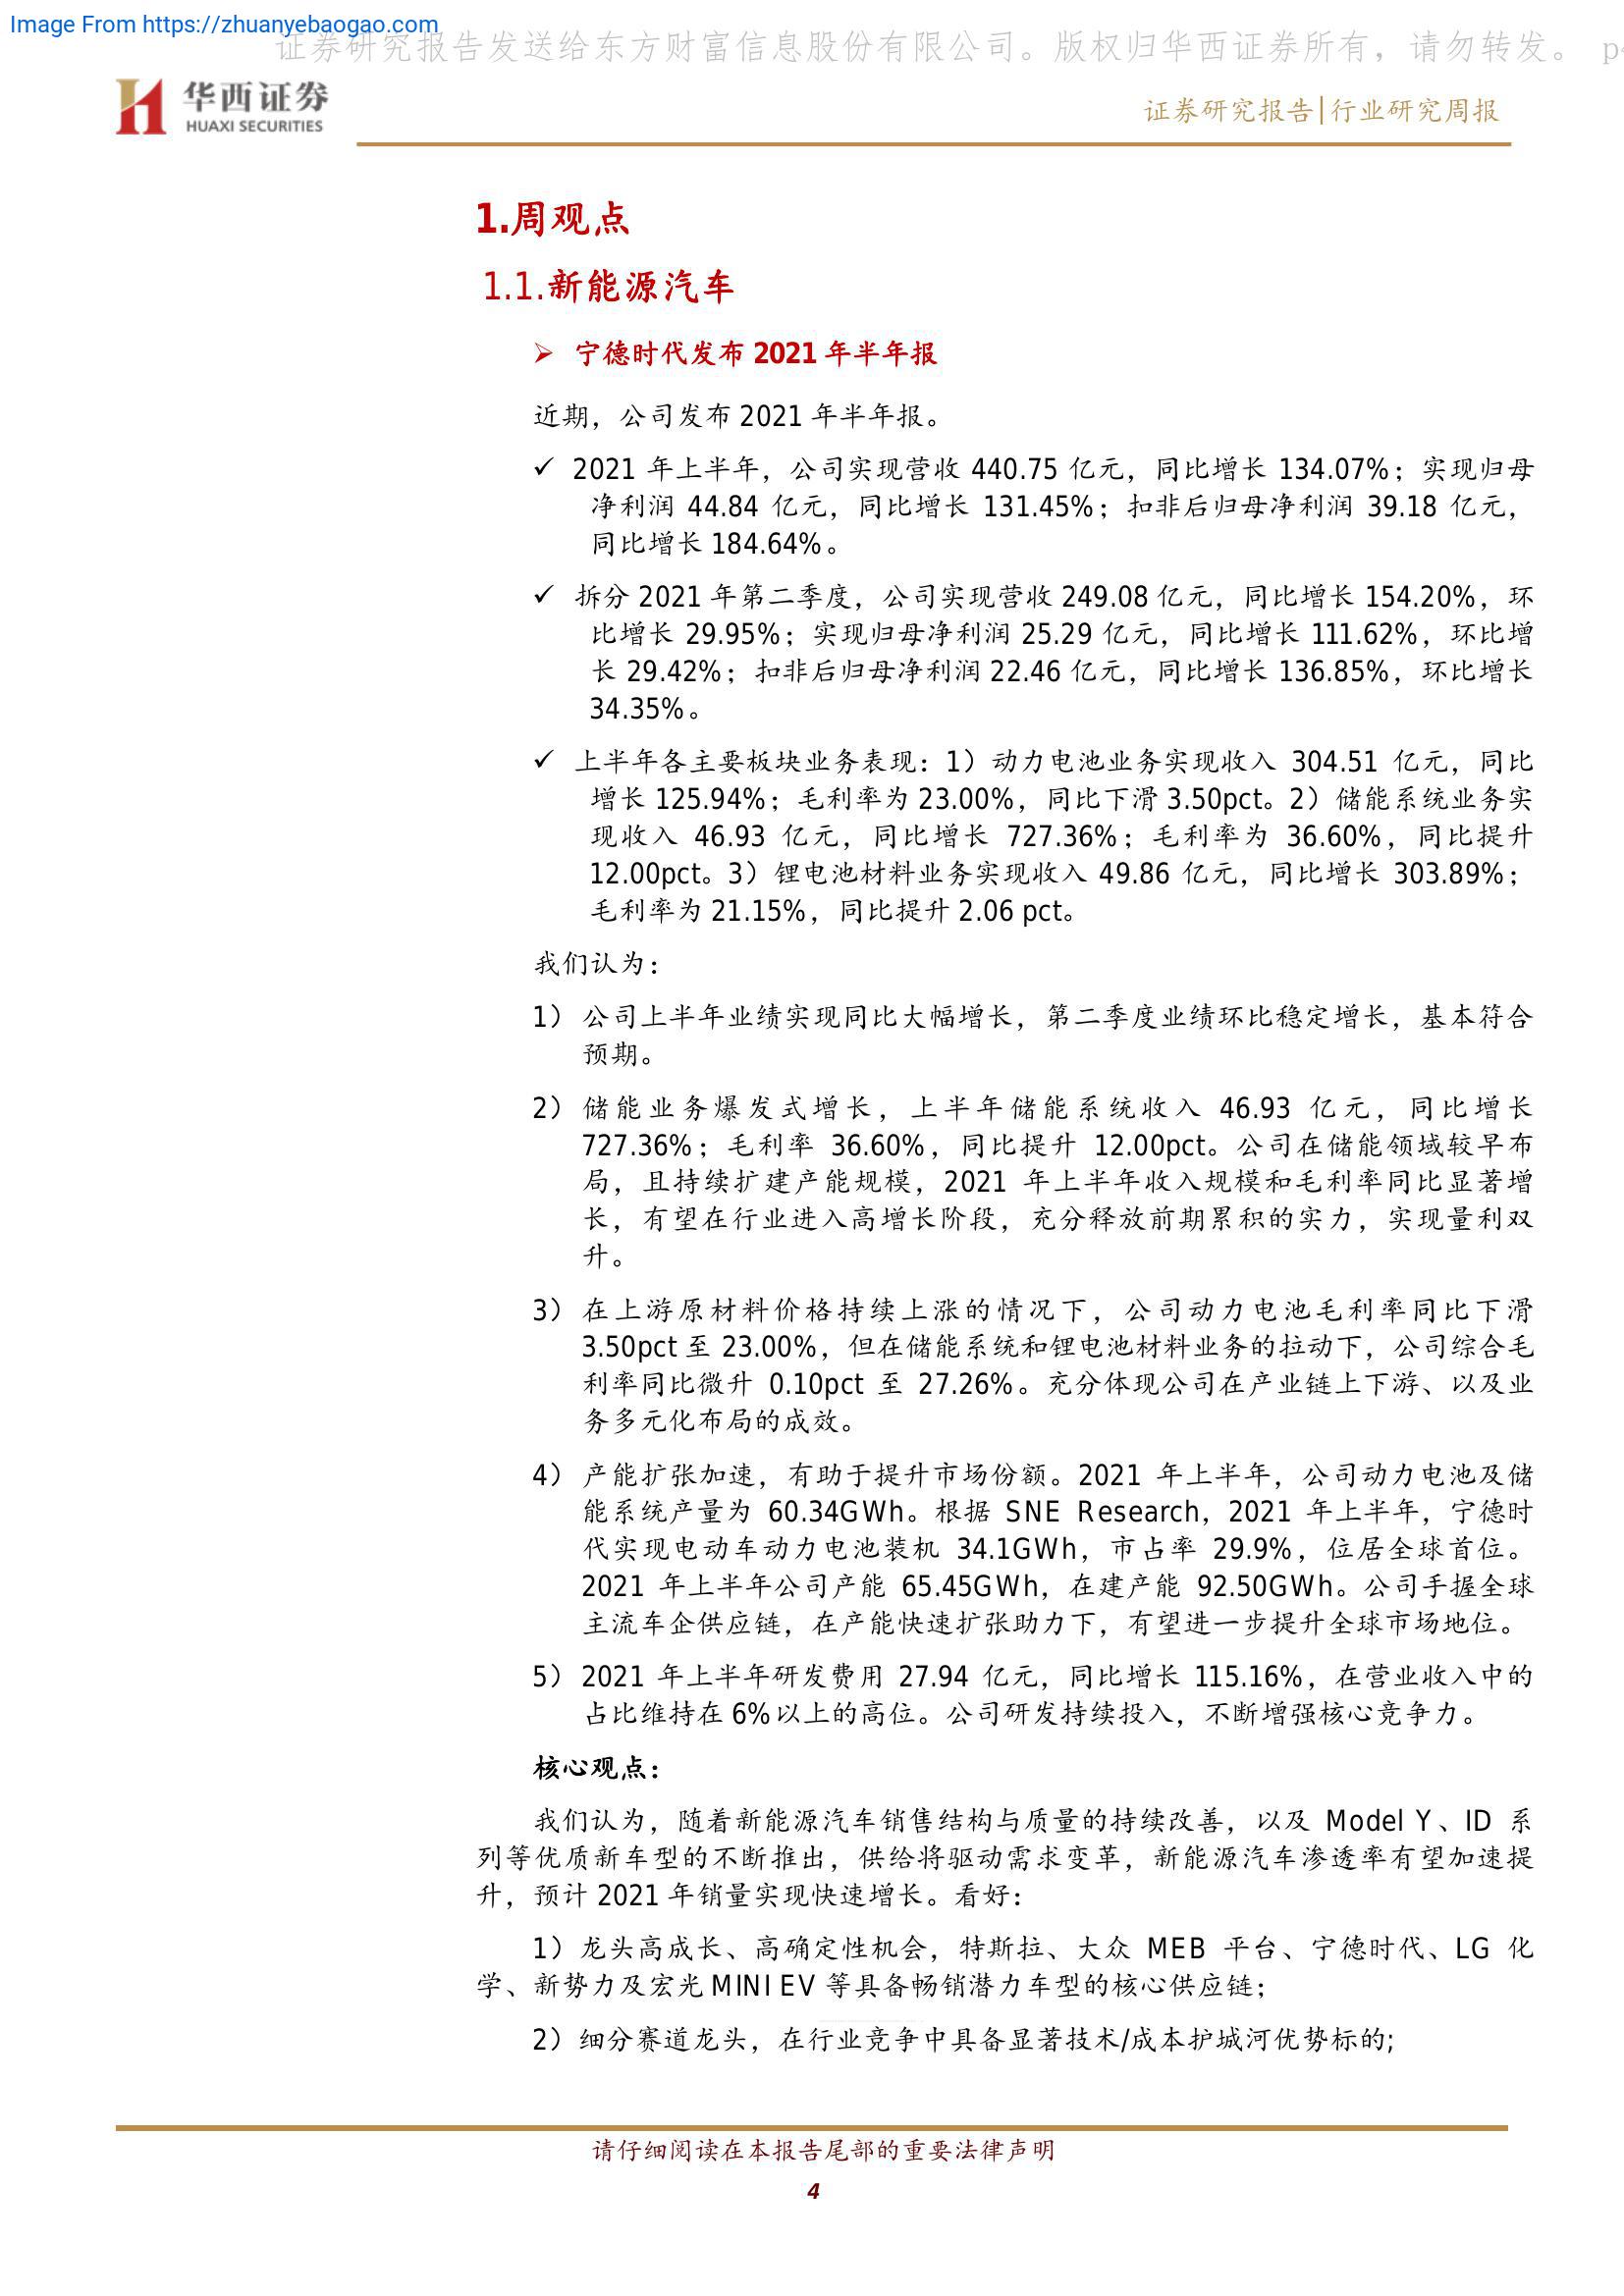 Image From https://zhuanyebaogao.com
证券研究报告发送给东方财富信息股份有限公司。版权归华西证券所有，请勿转发。 p
华西证券
HUAXI SECURITIES
证券研究报告|行业研究周报
1.周观点
1.1.新能源汽车
➢ 宁德时代发布 2021 年半年报
近期，公司发布 2021 年半年报。
✓ 2021 年上半年，公司实现营收 440.75 亿元，同比增长 134.07%；实现归母
净利润 44.84 亿元，同比增长 131.45%；扣非后归母净利润 39.18 亿元，
同比增长 184.64%。
✓ 拆分 2021 年第二季度，公司实现营收 249.08 亿元，同比增长 154.20%，环
比增长 29.95%；实现归母净利润 25.29 亿元，同比增长 111.62%，环比增
长 29.42%；扣非后归母净利润 22.46 亿元，同比增长 136.85%，环比增长
34.35%。
✓ 上半年各主要板块业务表现：1）动力电池业务实现收入 304.51 亿元，同比
增长 125.94%；毛利率为 23.00%，同比下滑 3.50pct。2）储能系统业务实
现收入 46.93 亿元，同比增长 727.36%；毛利率为 36.60%，同比提升
12.00pct。3）锂电池材料业务实现收入 49.86 亿元，同比增长 303.89%；
毛利率为 21.15%，同比提升 2.06 pct。
我们认为：
1） 公司上半年业绩实现同比大幅增长，第二季度业绩环比稳定增长，基本符合
预期。
2） 储能业务爆发式增长，上半年储能系统收入 46.93 亿元，同比增长
727.36%；毛利率 36.60%，同比提升 12.00pct。公司在储能领域较早布
局，且持续扩建产能规模，2021 年上半年收入规模和毛利率同比显著增
长，有望在行业进入高增长阶段，充分释放前期累积的实力，实现量利双
升。
3） 在上游原材料价格持续上涨的情况下，公司动力电池毛利率同比下滑
3.50pct 至 23.00%，但在储能系统和锂电池材料业务的拉动下，公司综合毛
利率同比微升 0.10pct 至 27.26%。充分体现公司在产业链上下游、以及业
务多元化布局的成效。
4） 产能扩张加速，有助于提升市场份额。2021 年上半年，公司动力电池及储
能系统产量为 60.34GWh。根据 SNE Research，2021 年上半年，宁德时
代实现电动车动力电池装机 34.1GWh，市占率 29.9%，位居全球首位。
2021 年上半年公司产能 65.45GWh，在建产能 92.50GWh。公司手握全球
主流车企供应链，在产能快速扩张助力下，有望进一步提升全球市场地位。
5） 2021 年上半年研发费用 27.94 亿元，同比增长 115.16%，在营业收入中的
占比维持在 6%以上的高位。公司研发持续投入，不断增强核心竞争力。
核心观点：
我们认为，随着新能源汽车销售结构与质量的持续改善，以及 Model Y、ID 系
列等优质新车型的不断推出，供给将驱动需求变革，新能源汽车渗透率有望加速提
升，预计 2021 年销量实现快速增长。看好：
1）龙头高成长、高确定性机会，特斯拉、大众 MEB 平台、宁德时代、LG 化
学、新势力及宏光 MINI EV 等具备畅销潜力车型的核心供应链；
2）细分赛道龙头，在行业竞争中具备显著技术/成本护城河优势标的;
请仔细阅读在本报告尾部的重要法律声明
4